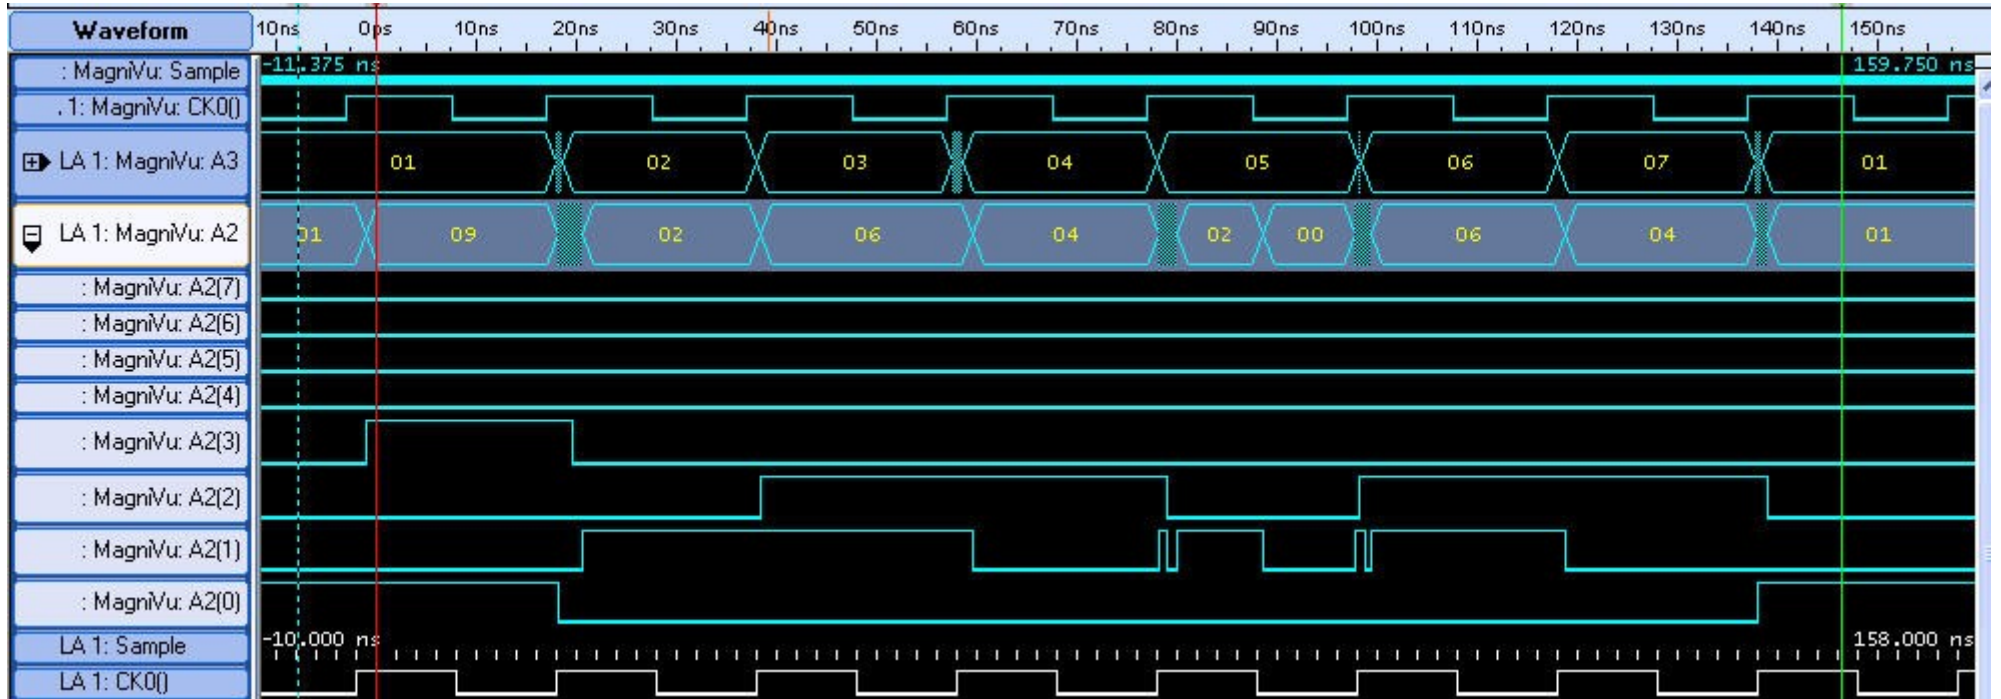 Waveform 10ns 0ps 10ns 20ns 30ns 40ns 50ns 60ns 70ns 80ns 90ns 100ns 110ns 120ns 130ns 140ns 150ns
: MagniVu: Sample -11.375 ns 159.750 ns
.1: MagniVu: CK0()
LA 1: MagniVu: A3 01 02 03 04 05 06 07 01
LA 1: MagniVu: A2 01 09 02 06 04 02 00 06 04 01
: MagniVu: A2(7)
: MagniVu: A2(6)
: MagniVu: A2(5)
: MagniVu: A2(4)
: MagniVu: A2(3)
: MagniVu: A2(2)
: MagniVu: A2(1)
: MagniVu: A2(0)
LA 1: Sample -10.000 ns 158.000 ns
LA 1: CK0()